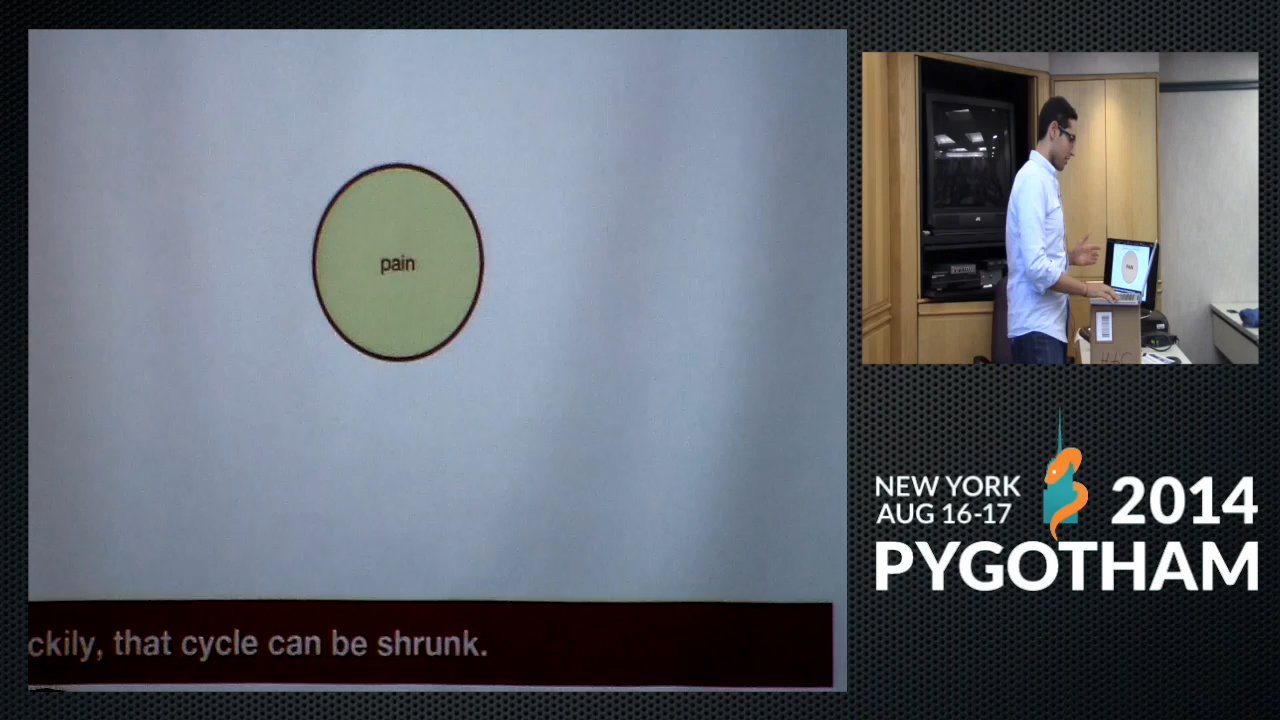 pain
ckily, that cycle can be shrunk.
NEW YORK
AUG 16-17
2014
PYGOTHAM